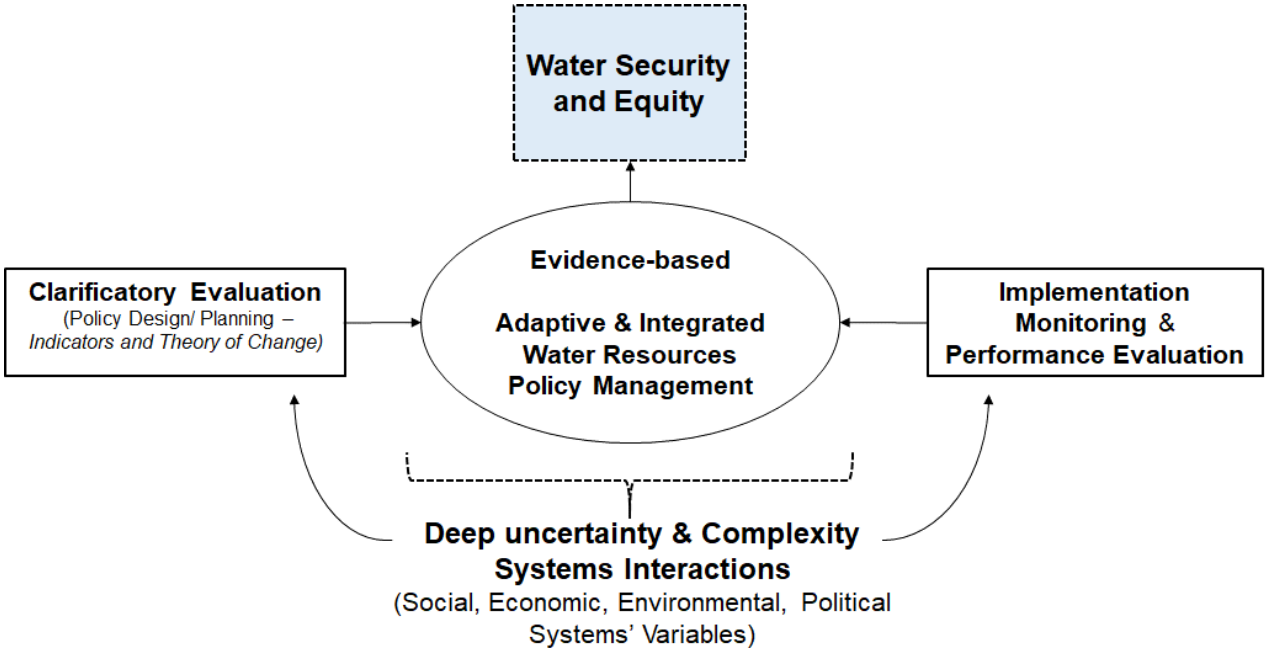 Water Security
and Equity
Evidence-based
Adaptive & Integrated
Water Resources
Policy Management
Clarificatory Evaluation
(Policy Design/ Planning –
Indicators and Theory of Change)
Implementation
Monitoring &
Performance Evaluation
Deep uncertainty & Complexity
Systems Interactions
(Social, Economic, Environmental, Political
Systems’ Variables)